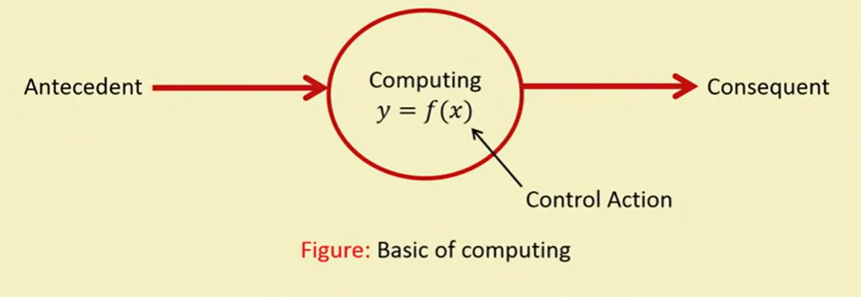 Antecedent
Computing
y = f(x)
Consequent
Control Action
Figure: Basic of computing